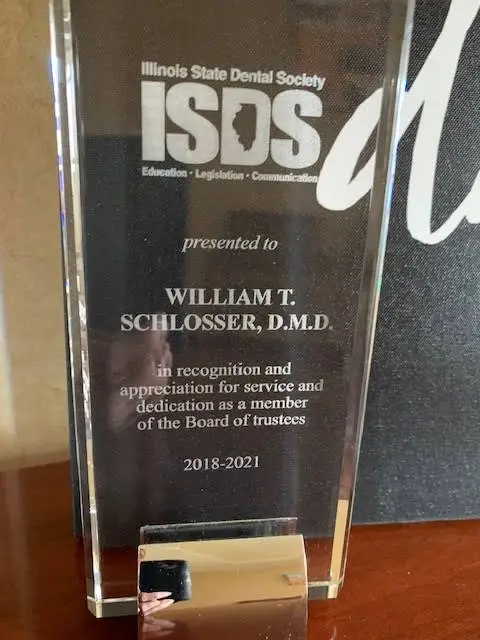 Illinois State Dental Society
ISDS
Education • Legislation • Communication
presented to
WILLIAM T.
SCHLOSSER, D.M.D.
in recognition and
appreciation for service and
dedication as a member
of the Board of trustees
2018-2021